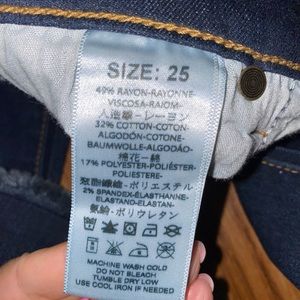 SIZE: 25
49% RAYON-RAYONNE-
VISCOSA-RAJOM-
人造絲-レーヨン
32% COTTON-COTON-
ALGODÓN-COTONE-
BAUMWOLLE-ALGODAO-
棉花-綿
17% POLYESTER-POLIÉSTER-
POLIESTERE-
聚酯纖維-ポリエステル
2% SPANDEX-ÉLASTHANNE-
ELASTANO-ELASTAN-
氨綸-ポリウレタン
MACHINE WASH COLD
DO NOT BLEACH
TUMBLE DRY LOW
USE COOL IRON IF NEEDED